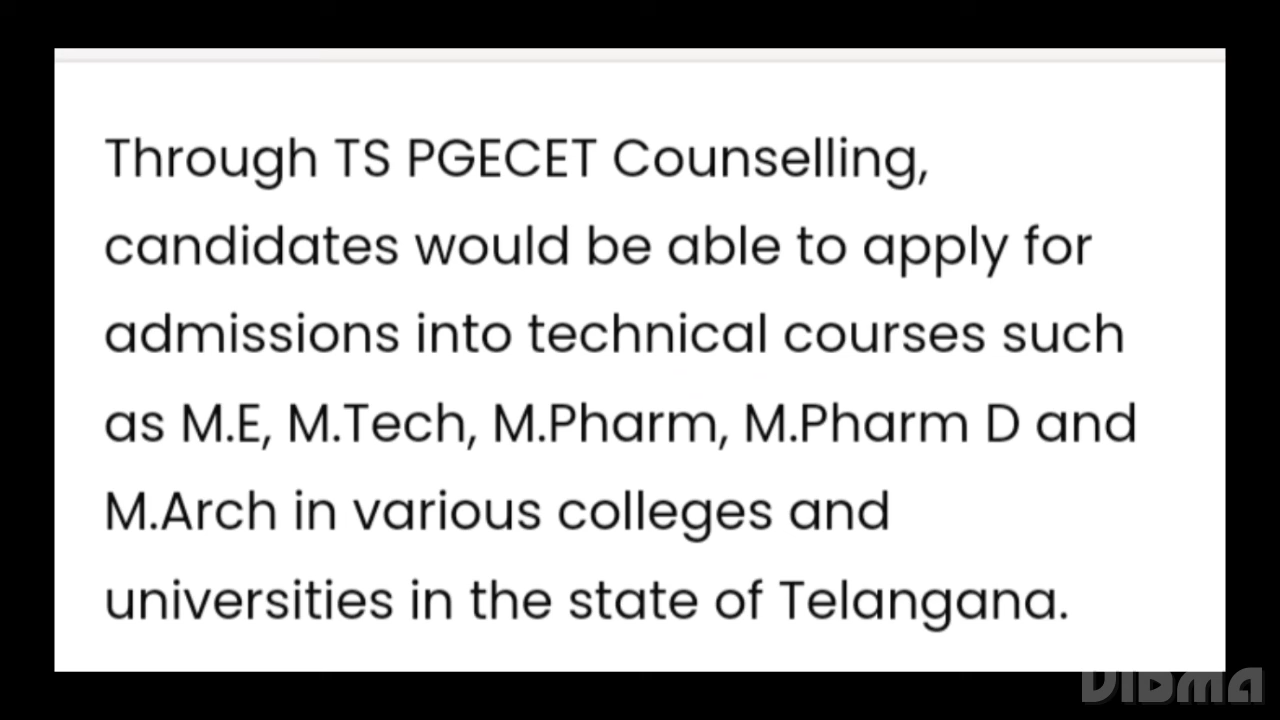 Through TS PGECET Counselling,
candidates would be able to apply for
admissions into technical courses such
as M.E, M.Tech, M.Pharm, M.Pharm D and
M.Arch in various colleges and
universities in the state of Telangana.